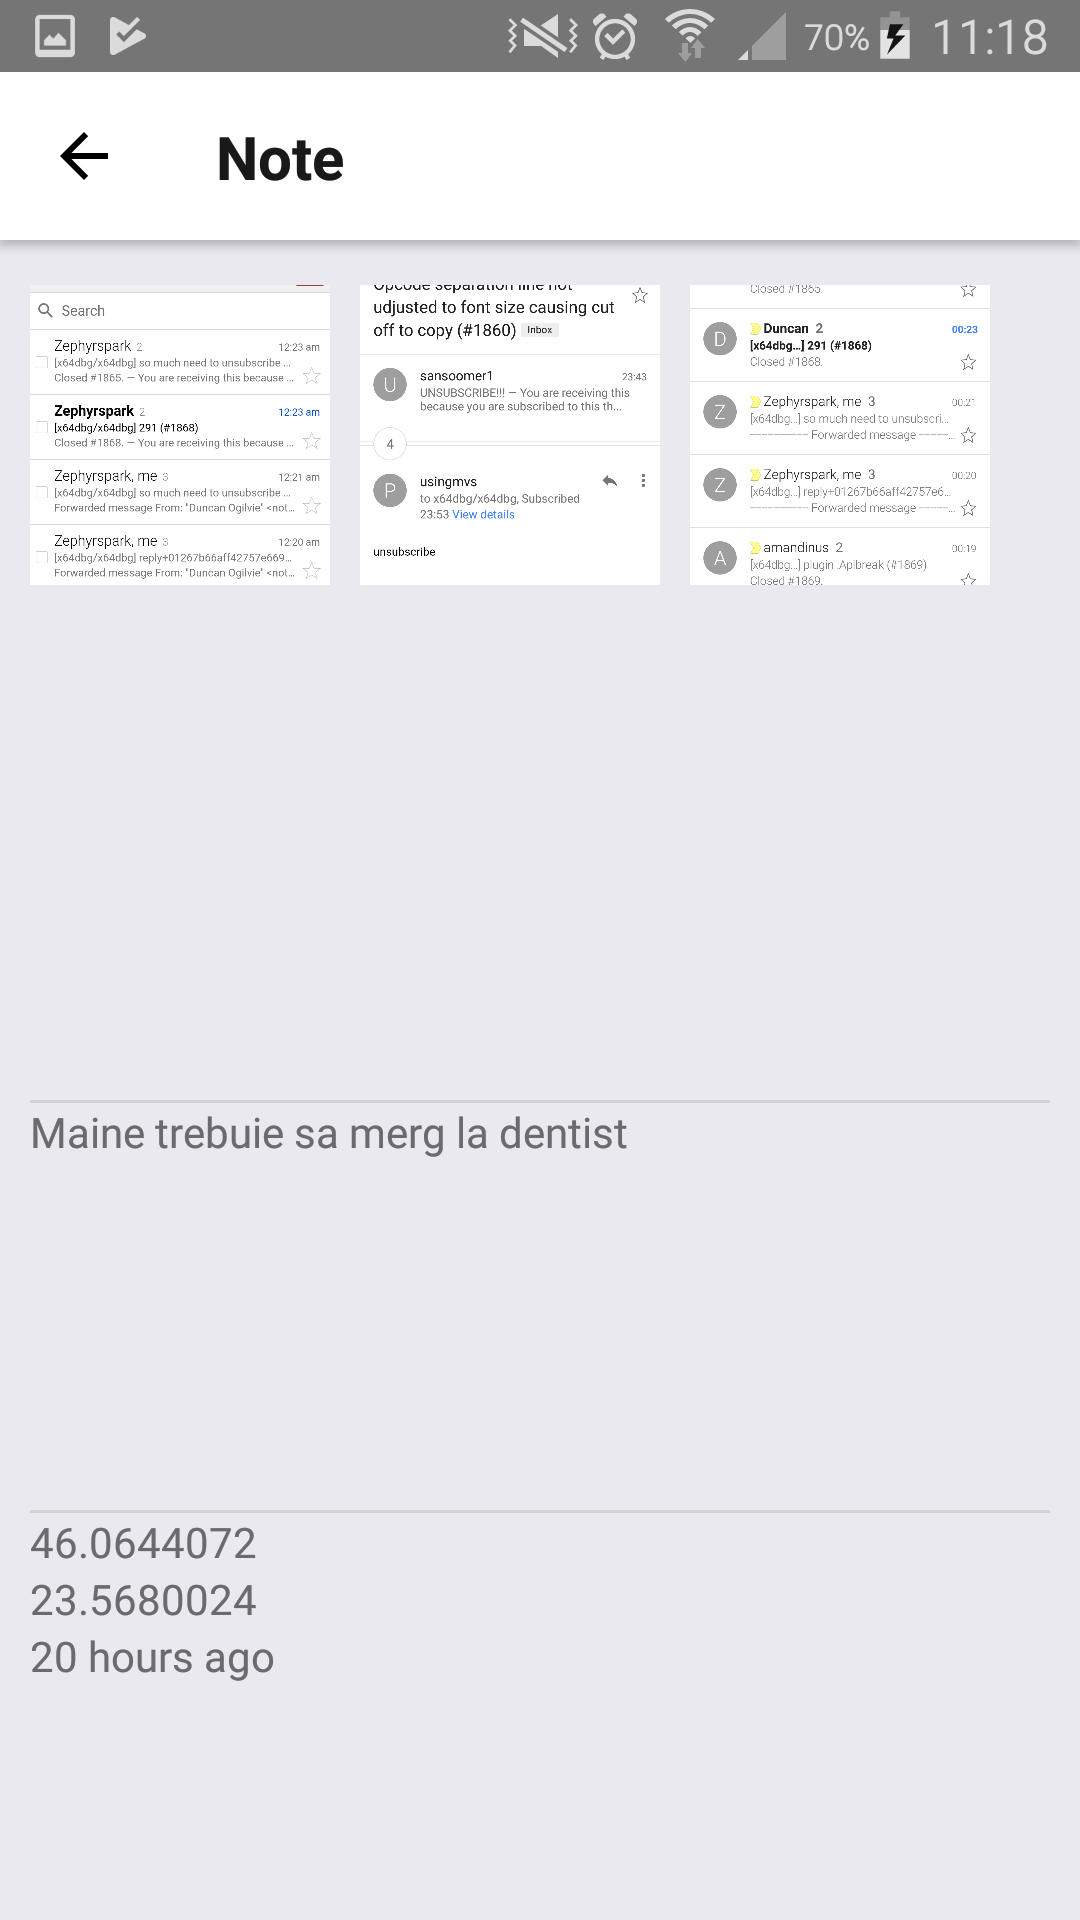 70% 11:18
Note
Search
Zephyrspark 2 12:23 am
[x64dbg/x64dbg] so much need to unsubscribe ...
Closed #1865. — You are receiving this because ...
Zephyrspark 2 12:23 am
[x64dbg/x64dbg] 291 (#1868)
Closed #1868. — You are receiving this because ...
Zephyrspark, me 3 12:21 am
[x64dbg/x64dbg] so much need to unsubscribe ...
Forwarded message From: "Duncan Ogilvie" <not...
Zephyrspark, me 3 12:20 am
[x64dbg/x64dbg] reply+01267b66aff42757e669...
Forwarded message From: "Duncan Ogilvie" <not...
Opcode separation line not
udjusted to font size causing cut
off to copy (#1860) Inbox
U sansoomer1 23:43
UNSUBSCRIBE!!! — You are receiving this
because you are subscribed to this th...
4
P usingmvs
to x64dbg/x64dbg, Subscribed
23:53 View details
unsubscribe
Closed #1865.
D Duncan 2 00:23
[x64dbg...] 291 (#1868)
Closed #1868.
Z Zephyrspark, me 3 00:21
[x64dbg...] so much need to unsubscri...
---------- Forwarded message -----...
Z Zephyrspark, me 3 00:20
[x64dbg...] reply+01267b66aff42757e6...
---------- Forwarded message -----...
A amandinus 2 00:19
[x64dbg...] plugin :Apibreak (#1869)
Closed #1869.
Maine trebuie sa merg la dentist
46.0644072
23.5680024
20 hours ago